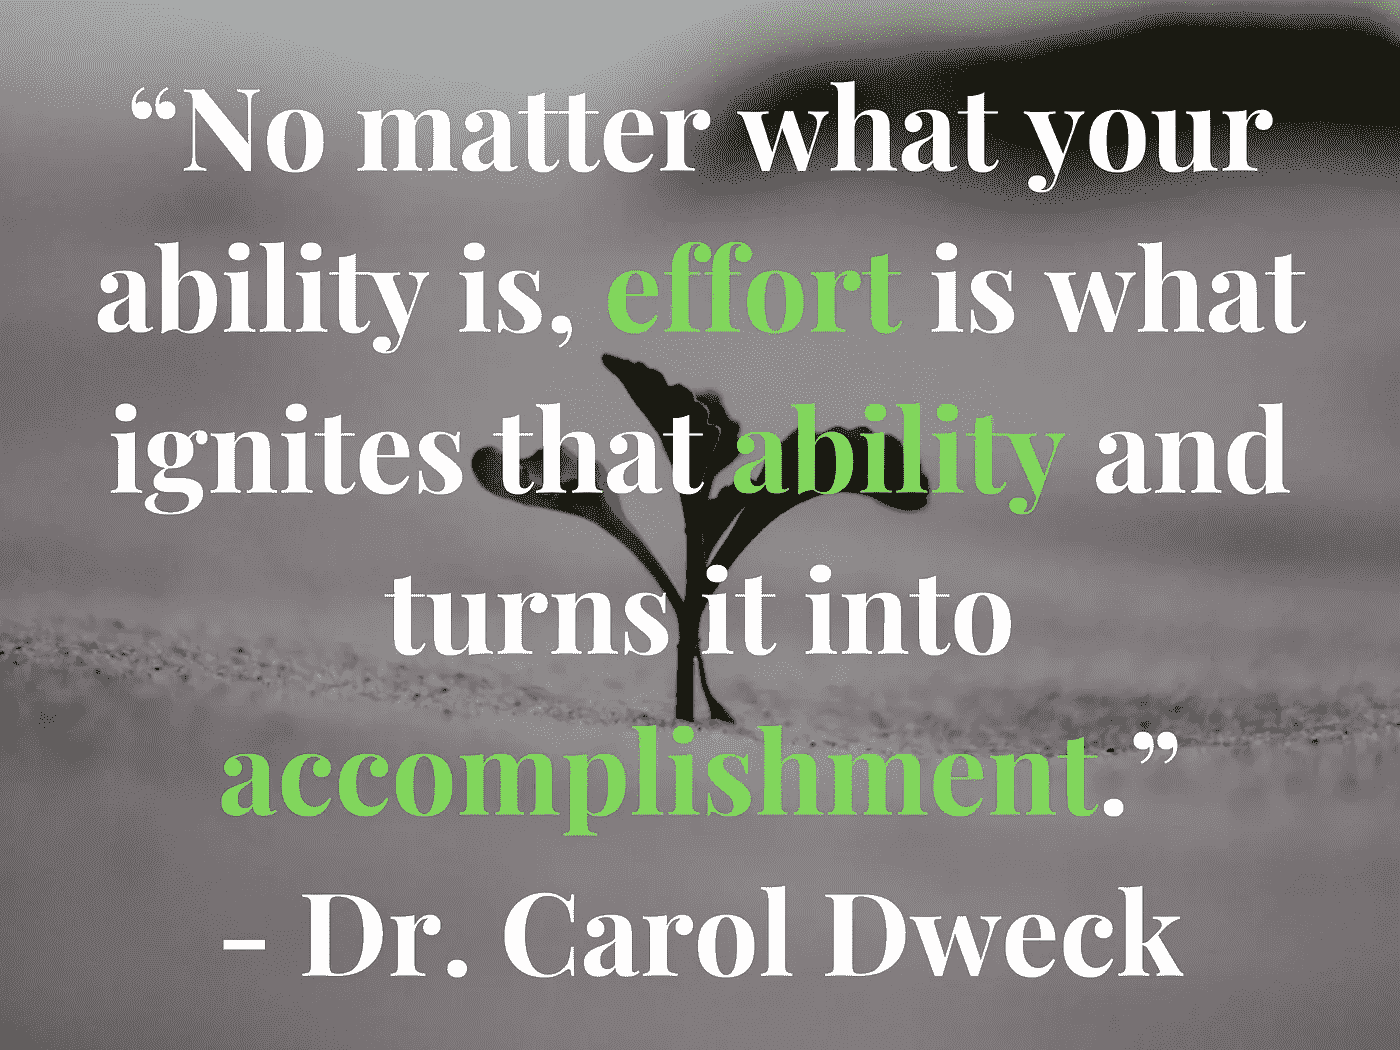 “No matter what your
ability is, effort is what
ignites that ability and
turns it into
accomplishment.”
- Dr. Carol Dweck